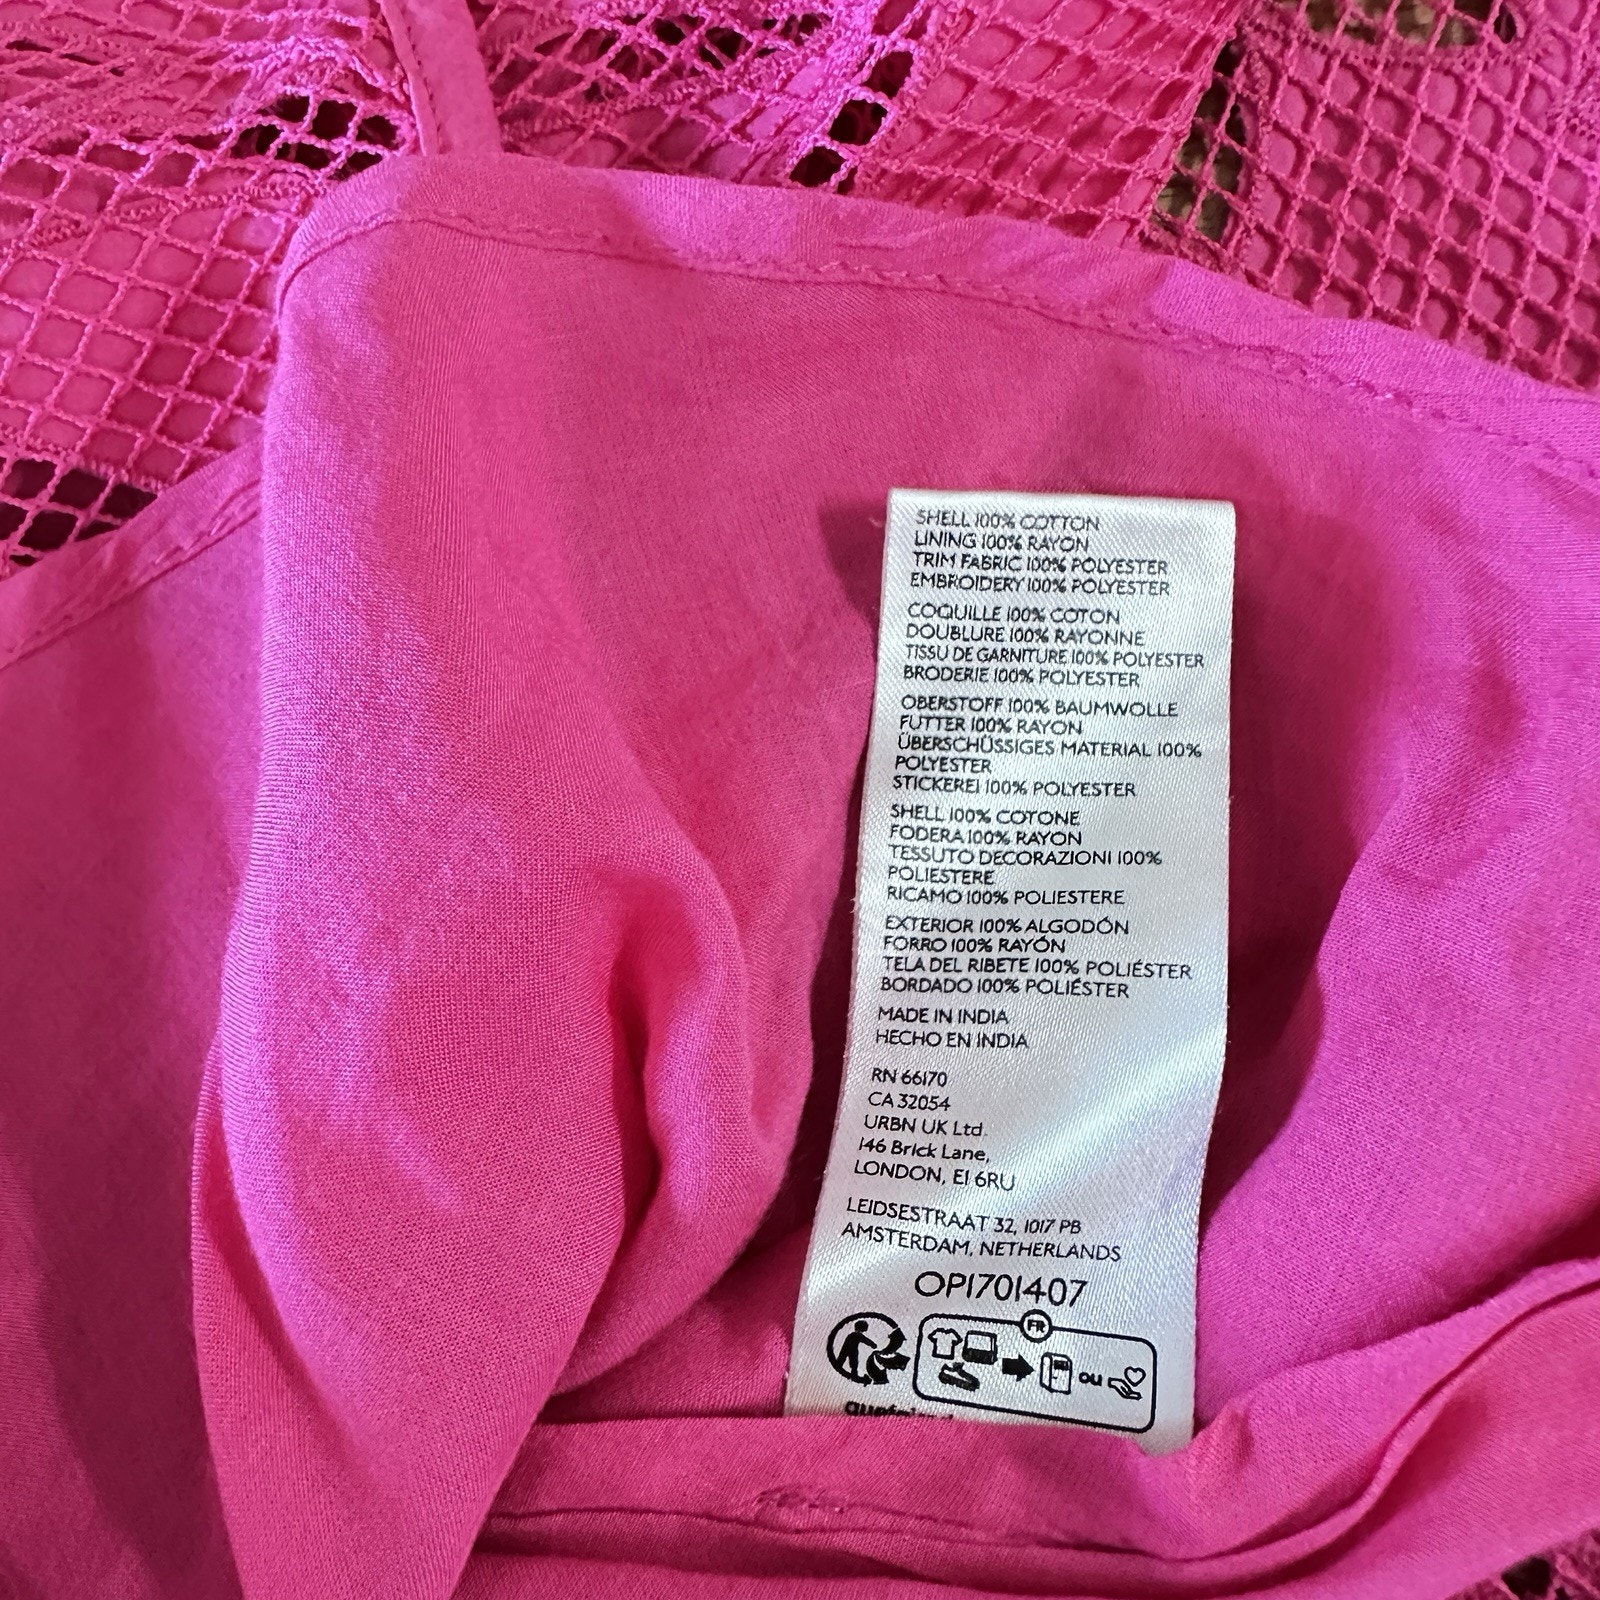 SHELL 100% COTTON
LINING 100% RAYON
TRIM FABRIC 100% POLYESTER
EMBROIDERY 100% POLYESTER
COQUILLE 100% COTON
DOUBLURE 100% RAYONNE
TISSU DE GARNITURE 100% POLYESTER
BRODERIE 100% POLYESTER
OBERSTOFF 100% BAUMWOLLE
FUTTER 100% RAYON
ÜBERSCHÜSSIGES MATERIAL 100%
POLYESTER
STICKEREI 100% POLYESTER
SHELL 100% COTONE
FODERA 100% RAYON
TESSUTO DECORAZIONI 100%
POLIESTERE
RICAMO 100% POLIESTERE
EXTERIOR 100% ALGODÓN
FORRO 100% RAYÓN
TELA DEL RIBETE 100% POLIÉSTER
BORDADO 100% POLIÉSTER
MADE IN INDIA
HECHO EN INDIA
RN 66170
CA 32054
URBN UK Ltd.
146 Brick Lane,
LONDON, E1 6RU
LEIDSESTRAAT 32, 1017 PB
AMSTERDAM, NETHERLANDS
OP1701407
FR
ou